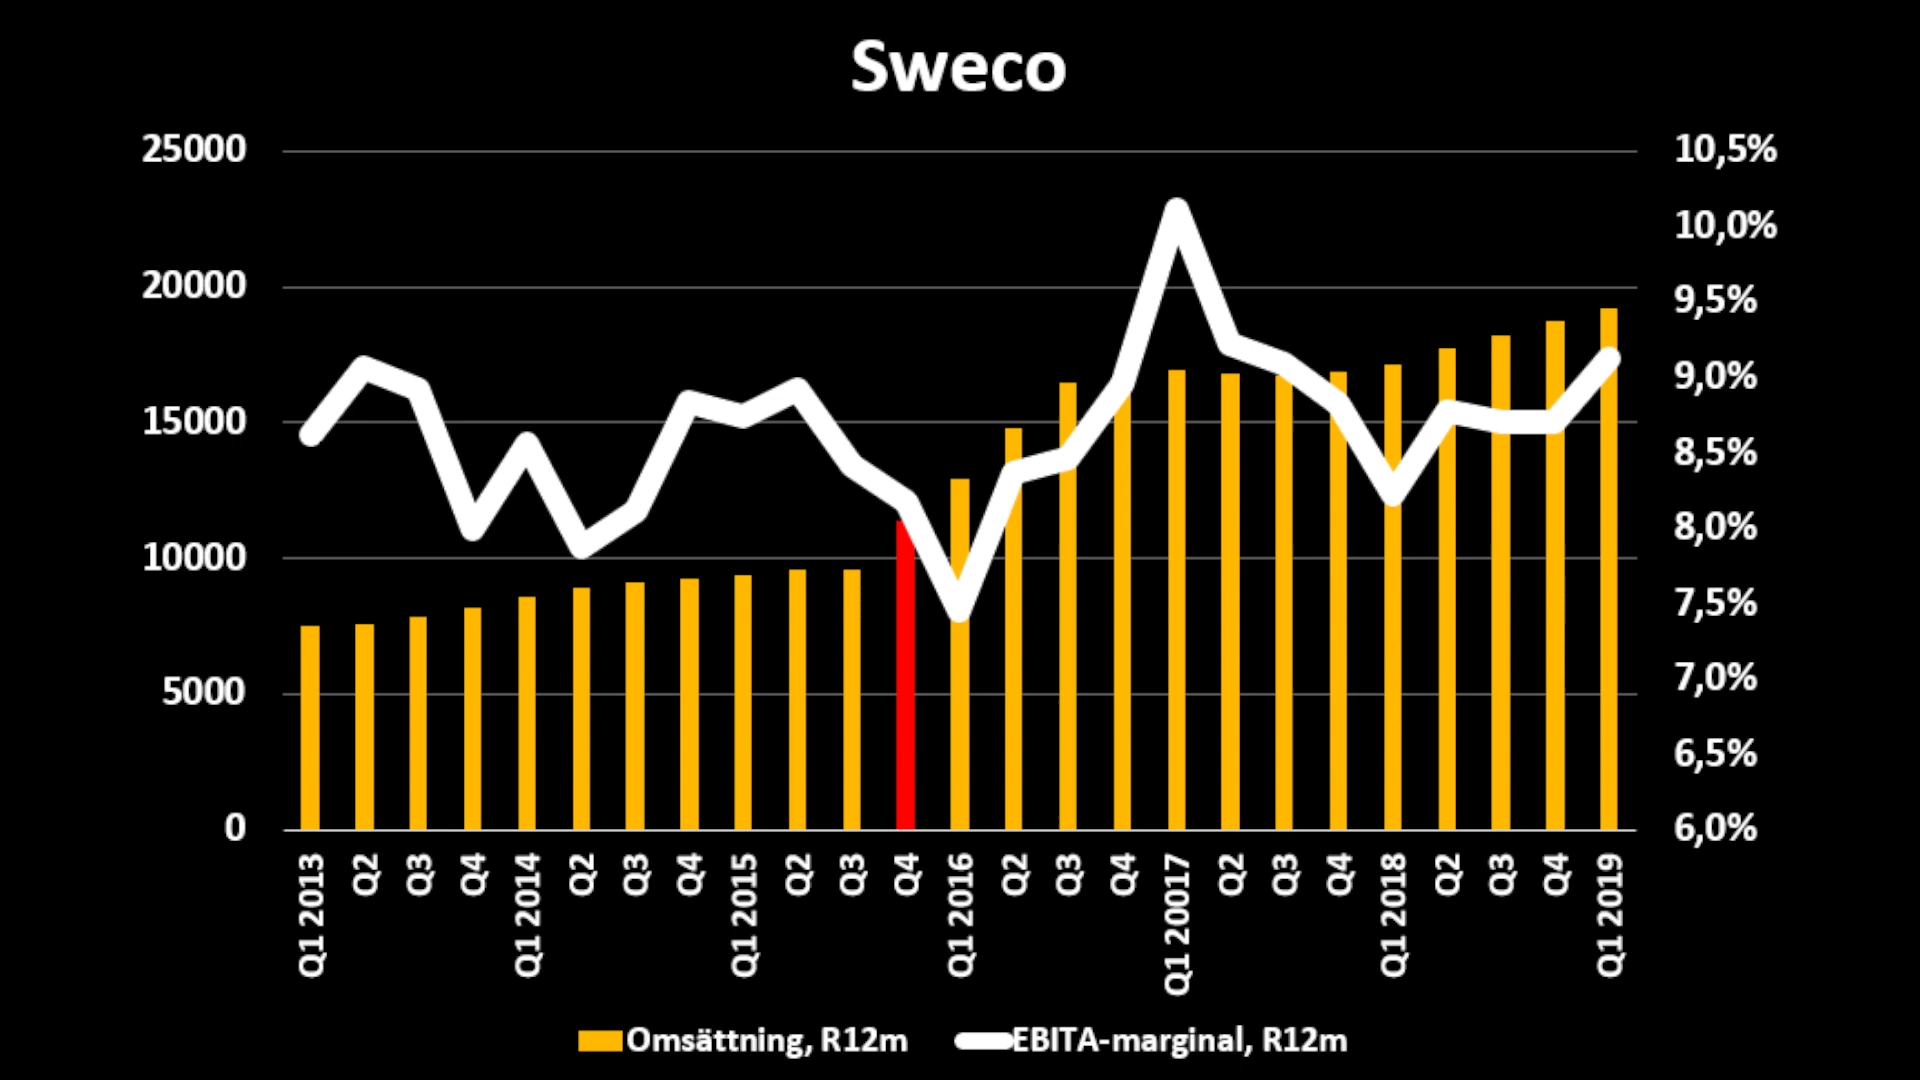 Sweco
25000
20000
15000
10000
5000
0
10,5%
10,0%
9,5%
9,0%
8,5%
8,0%
7,5%
7,0%
6,5%
6,0%
Q1 2013
Q2
Q3
Q4
Q1 2014
Q2
Q3
Q4
Q1 2015
Q2
Q3
Q4
Q1 2016
Q2
Q3
Q4
Q1 20017
Q2
Q3
Q4
Q1 2018
Q2
Q3
Q4
Q1 2019
Omsättning, R12m
EBITA-marginal, R12m